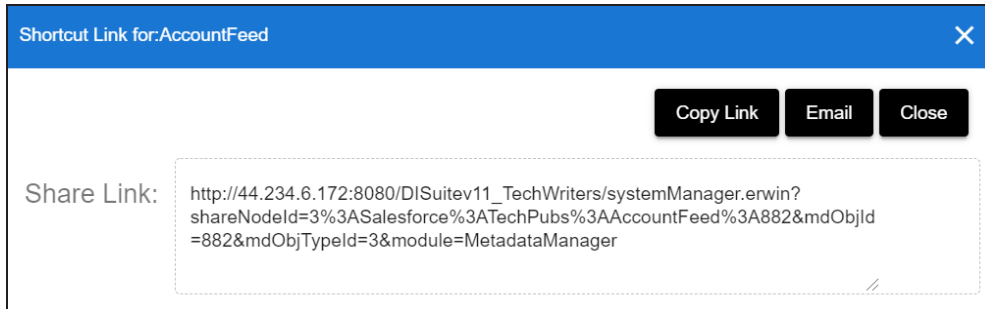 Shortcut Link for:AccountFeed
Copy Link Email Close
Share Link:
http://44.234.6.172:8080/DISuitev11_TechWriters/systemManager.erwin?
shareNodeId=3%3ASalesforce%3ATechPubs%3AAccountFeed%3A882&mdObjId
=882&mdObjTypeId=3&module=MetadataManager